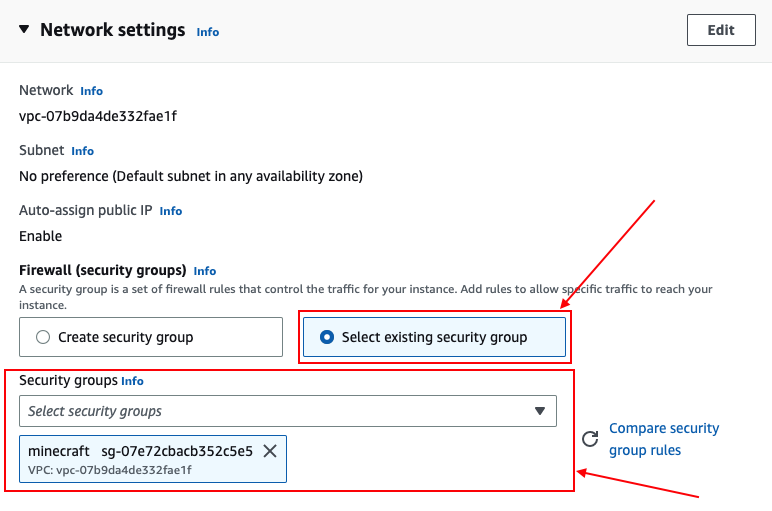 Network settings Info
Edit
Network Info
vpc-07b9da4de332fae1f
Subnet Info
No preference (Default subnet in any availability zone)
Auto-assign public IP Info
Enable
Firewall (security groups) Info
A security group is a set of firewall rules that control the traffic for your instance. Add rules to allow specific traffic to reach your
instance.
Create security group
Select existing security group
Security groups Info
Select security groups
minecraft sg-07e72cbacb352c5e5
VPC: vpc-07b9da4de332fae1f
Compare security
group rules